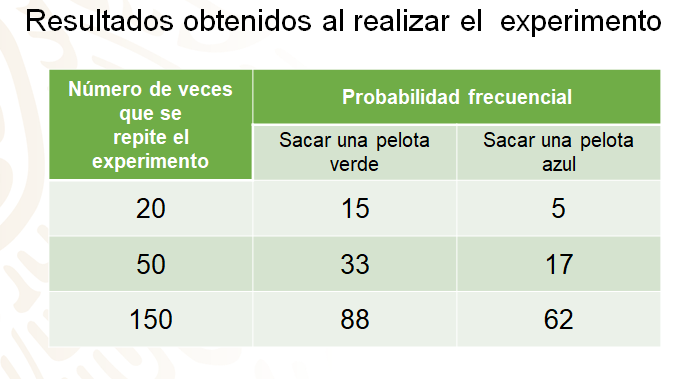 Resultados obtenidos al realizar el experimento
Número de veces
que se
repite el
experimento
Probabilidad frecuencial
Sacar una pelota
verde
Sacar una pelota
azul
20 15 5
50 33 17
150 88 62